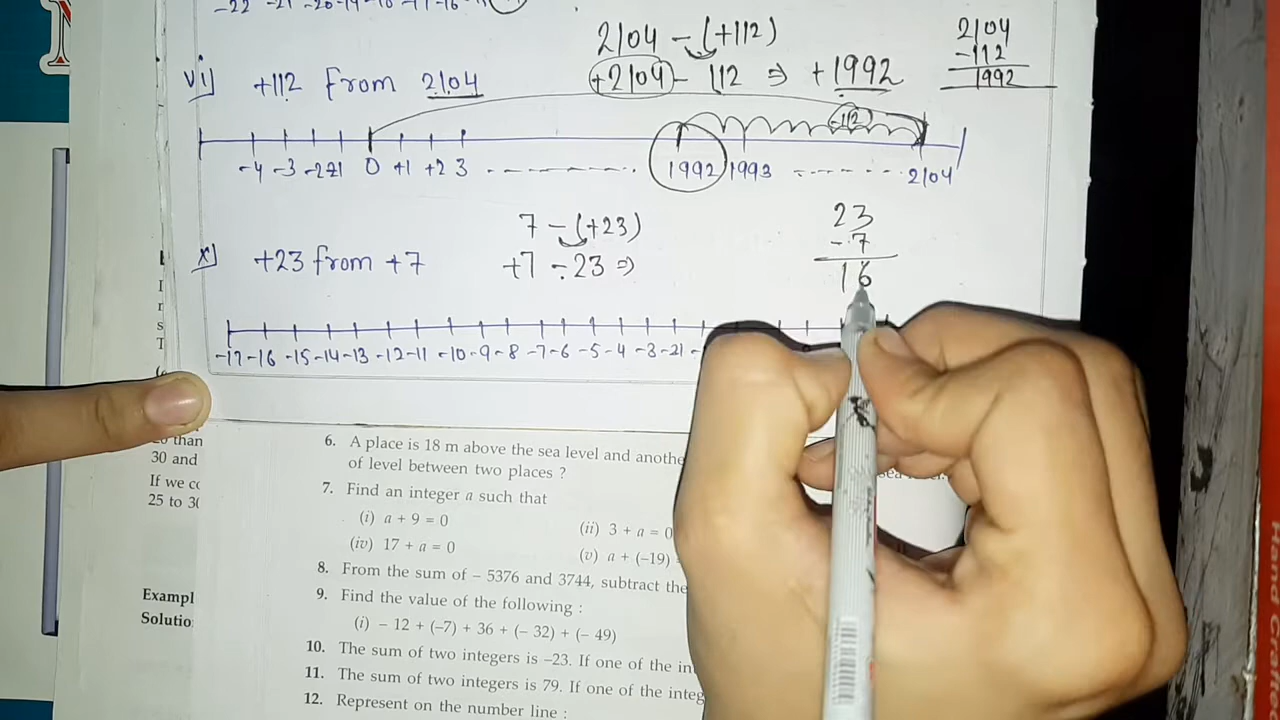 -22 -21 -20 -19
2104 - (+112)
2104
-112
1992
vi) +112 from 2104
+2104 - 112 ⇒ +1992
-112
-4 -3 -2 -1 0 +1 +2 3 ------------ 1992 1993 ------- 2104
7 - (+23)
23
-7
16
x) +23 from +7
+7 - 23 ⇒
-17 -16 -15 -14 -13 -12 -11 -10 -9 -8 -7 -6 -5 -4 -3 -2 1
than
30 and
If we
25 to 30
Exampl
Solutio
6. A place is 18 m above the sea level and anothe
of level between two places ?
7. Find an integer a such that
(i) a + 9 = 0
(ii) 3 + a = 0
(iv) 17 + a = 0
(v) a + (-19)
8. From the sum of – 5376 and 3744, subtract the
9. Find the value of the following :
(i) – 12 + (–7) + 36 + (– 32) + (– 49)
10. The sum of two integers is –23. If one of the in
11. The sum of two integers is 79. If one of the integ
12. Represent on the number line :